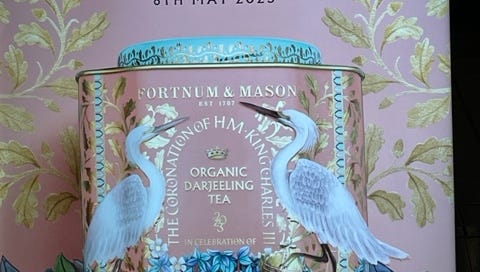 8TH MAY 2023
FORTNUM & MASON
EST 1707
THE CORONATION OF H.M. KING CHARLES III
ORGANIC
DARJEELING
TEA
2023
IN CELEBRATION OF